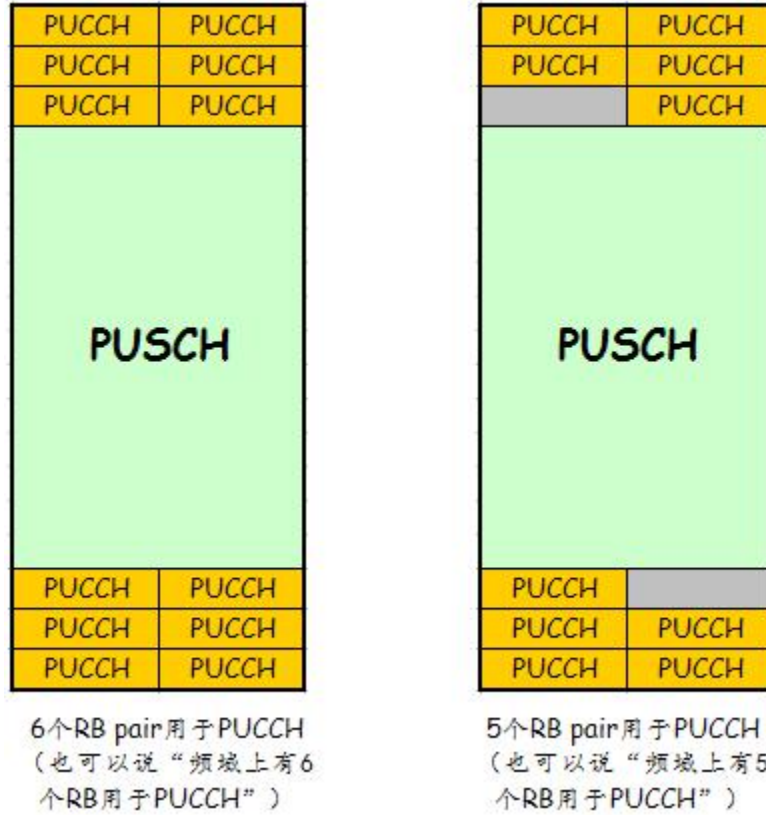 PUCCH PUCCH PUCCH PUCCH
PUCCH PUCCH PUCCH PUCCH
PUCCH PUCCH PUCCH
PUSCH PUSCH
PUCCH PUCCH PUCCH
PUCCH PUCCH PUCCH PUCCH
PUCCH PUCCH PUCCH PUCCH
6个RB pair用于PUCCH
（也可以说“频域上有6
个RB用于PUCCH”）
5个RB pair用于PUCCH
（也可以说“频域上有5
个RB用于PUCCH”）